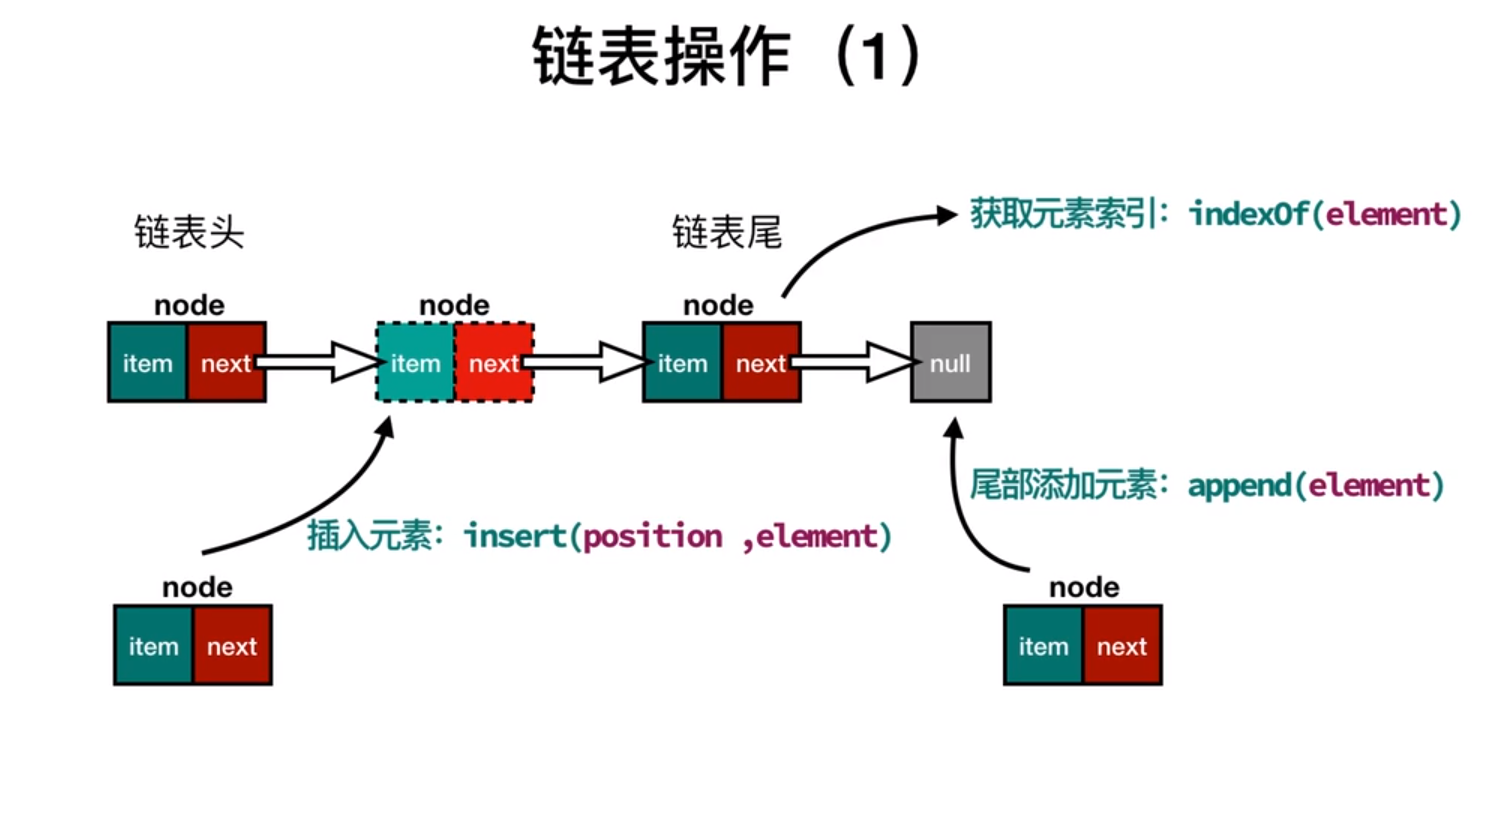 链表操作（1）
获取元素索引：indexOf(element)
链表头
链表尾
node
node
node
item
next
item
next
item
next
null
尾部添加元素：append(element)
插入元素：insert(position ,element)
node
node
item
next
item
next